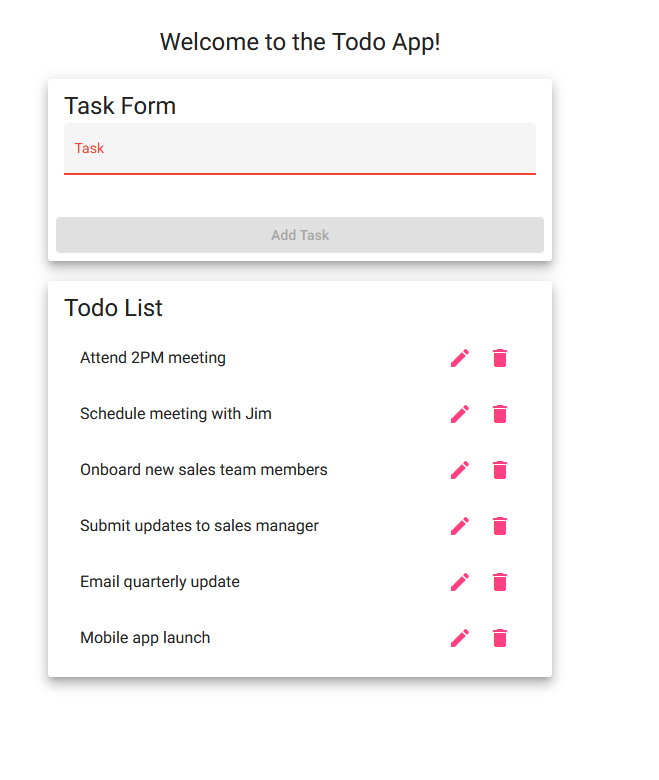 Welcome to the Todo App!
Task Form
Task
Add Task
Todo List
Attend 2PM meeting
Schedule meeting with Jim
Onboard new sales team members
Submit updates to sales manager
Email quarterly update
Mobile app launch